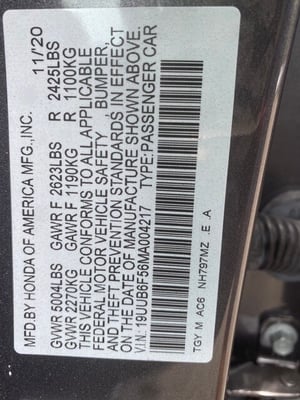 MFD.BY HONDA OF AMERICA MFG.,INC. 11/20
GVWR 5004LBS GAWR F 2623LBS R 2425LBS
GVWR 2270KG GAWR F 1190KG R 1100KG
THIS VEHICLE CONFORMS TO ALL APPLICABLE
FEDERAL MOTOR VEHICLE SAFETY, BUMPER,
AND THEFT PREVENTION STANDARDS IN EFFECT
ON THE DATE OF MANUFACTURE SHOWN ABOVE.
V.I.N.:19UUB6F56MA004217 TYPE:PASSENGER CAR
TGY M AC6 NH797MZ .E .A